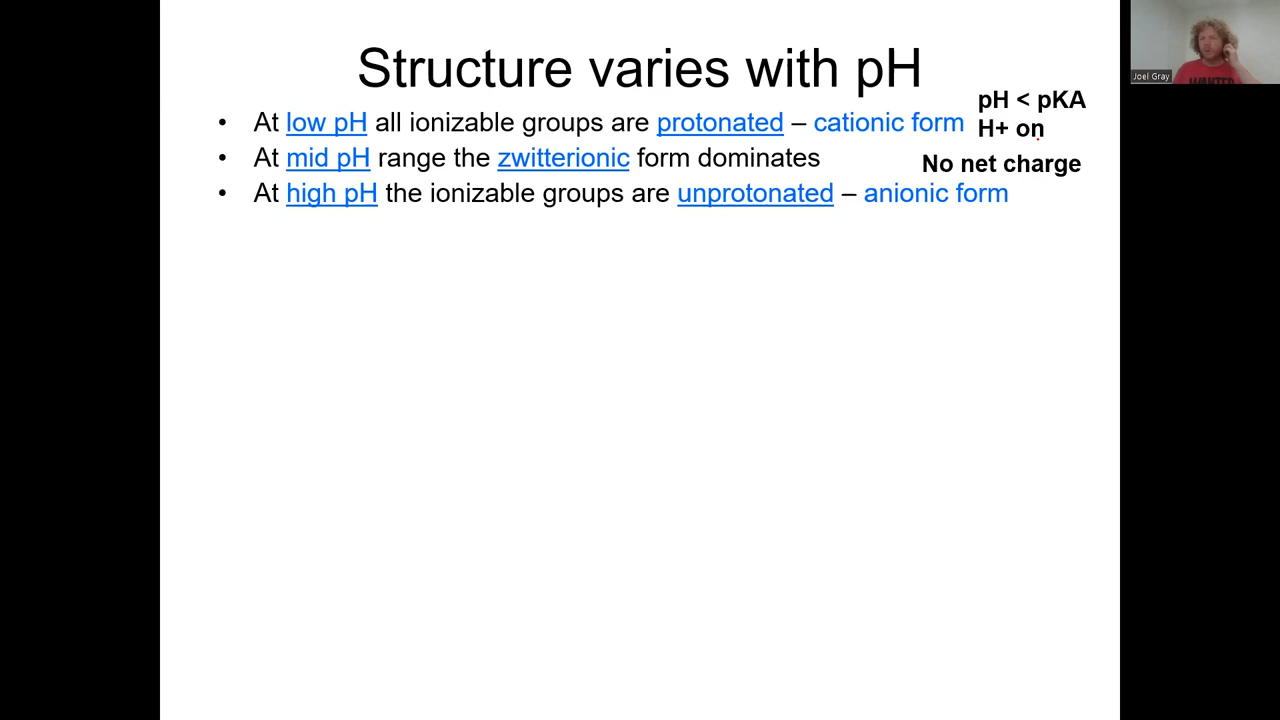 Structure varies with pH
pH < pKA
• At low pH all ionizable groups are protonated – cationic form
H+ on
• At mid pH range the zwitterionic form dominates
No net charge
• At high pH the ionizable groups are unprotonated – anionic form
Joel Gray
WANTED